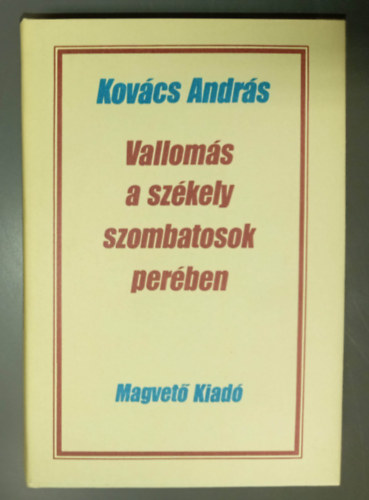 Kovács András
Vallomás
a székely
szombatosok
perében
Magvető Kiadó